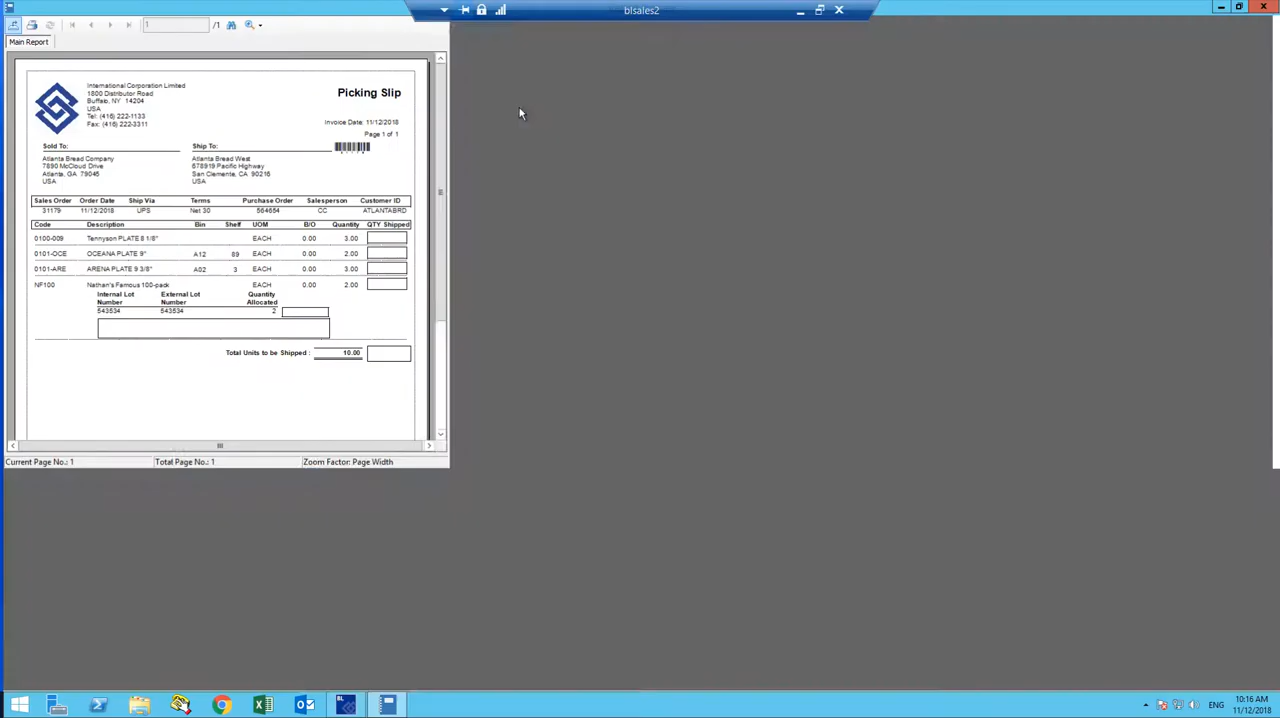 blsales2
1
/1
Main Report
International Corporation Limited
1800 Distributor Road
Buffalo, NY 14204
USA
Tel: (416) 222-1133
Fax: (416) 222-3311
Picking Slip
Invoice Date: 11/12/2018
Page 1 of 1
Sold To:
Atlanta Bread Company
7890 McCloud Drive
Atlanta, GA 79045
USA
Ship To:
Atlanta Bread West
678919 Pacific Highway
San Clemente, CA 90216
USA
Sales Order Order Date Ship Via Terms Purchase Order Salesperson Customer ID
31179 11/12/2018 UPS Net 30 564654 CC ATLANTABRD
Code Description Bin Shelf UOM B/O Quantity QTY Shipped
0100-009 Tennyson PLATE 8 1/8" EACH 0.00 3.00
0101-OCE OCEANA PLATE 9" A12 89 EACH 0.00 2.00
0101-ARE ARENA PLATE 9 3/8" A02 3 EACH 0.00 3.00
NF100 Nathan's Famous 100-pack EACH 0.00 2.00
Internal Lot Number External Lot Number Quantity Allocated
543534 543534 2
Total Units to be Shipped : 10.00
Current Page No.: 1 Total Page No.: 1 Zoom Factor: Page Width
BL
ENG
10:16 AM
11/12/2018